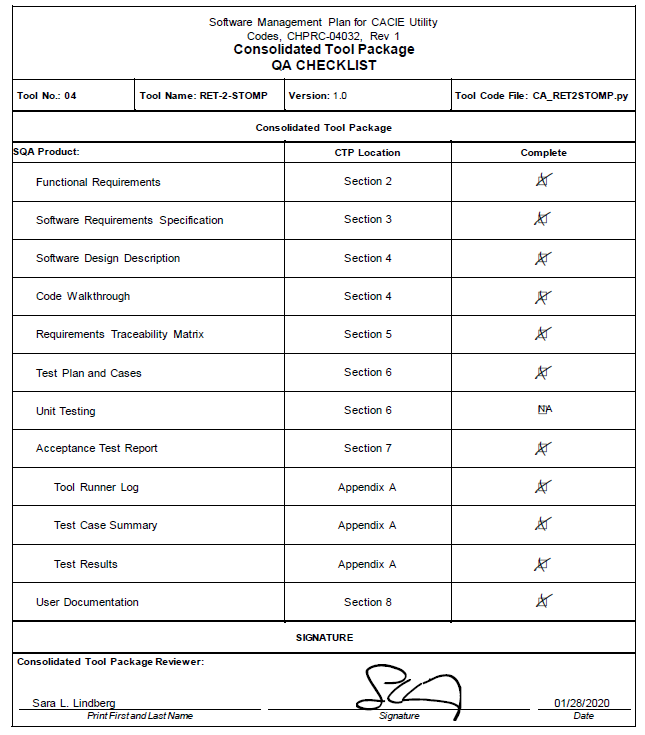 Software Management Plan for CACIE Utility
Codes, CHPRC-04032, Rev 1
Consolidated Tool Package
QA CHECKLIST
Tool No.: 04 Tool Name: RET-2-STOMP Version: 1.0 Tool Code File: CA_RET2STOMP.py
Consolidated Tool Package
SQA Product: CTP Location Complete
Functional Requirements Section 2
Software Requirements Specification Section 3
Software Design Description Section 4
Code Walkthrough Section 4
Requirements Traceability Matrix Section 5
Test Plan and Cases Section 6
Unit Testing Section 6 NA
Acceptance Test Report Section 7
Tool Runner Log Appendix A
Test Case Summary Appendix A
Test Results Appendix A
User Documentation Section 8
SIGNATURE
Consolidated Tool Package Reviewer:
Sara L. Lindberg 01/28/2020
Print First and Last Name Signature Date